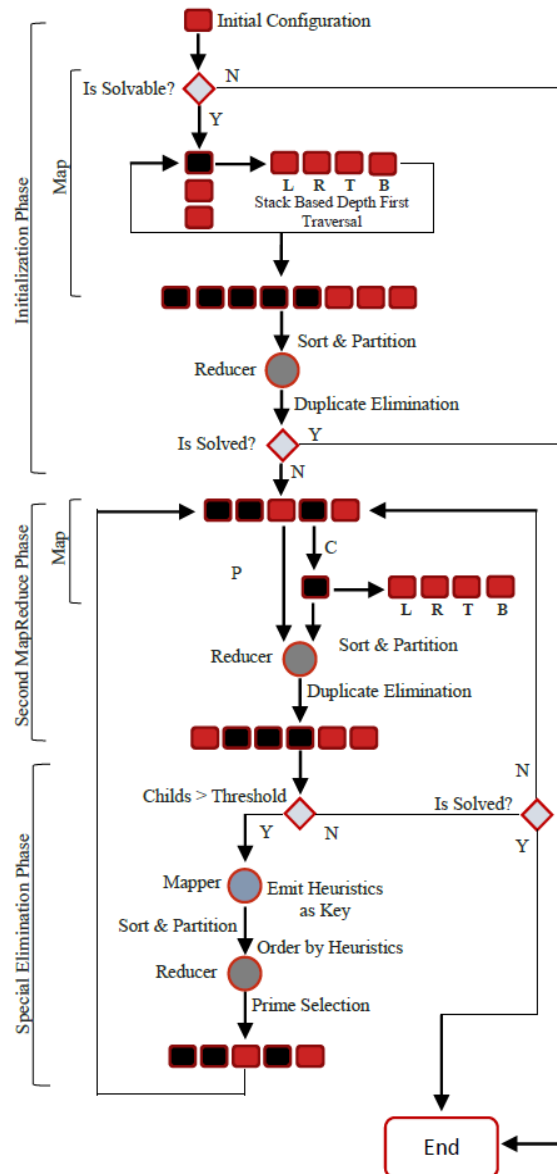 Initial Configuration
Is Solvable?
N
Y
Map
Initialization Phase
L R T B
Stack Based Depth First
Traversal
Sort & Partition
Reducer
Duplicate Elimination
Is Solved?
Y
N
Second MapReduce Phase
Map
P
C
L R T B
Sort & Partition
Reducer
Duplicate Elimination
Special Elimination Phase
Childs > Threshold
Y
N
Is Solved?
N
Y
Mapper
Emit Heuristics
as Key
Sort & Partition
Order by Heuristics
Reducer
Prime Selection
End